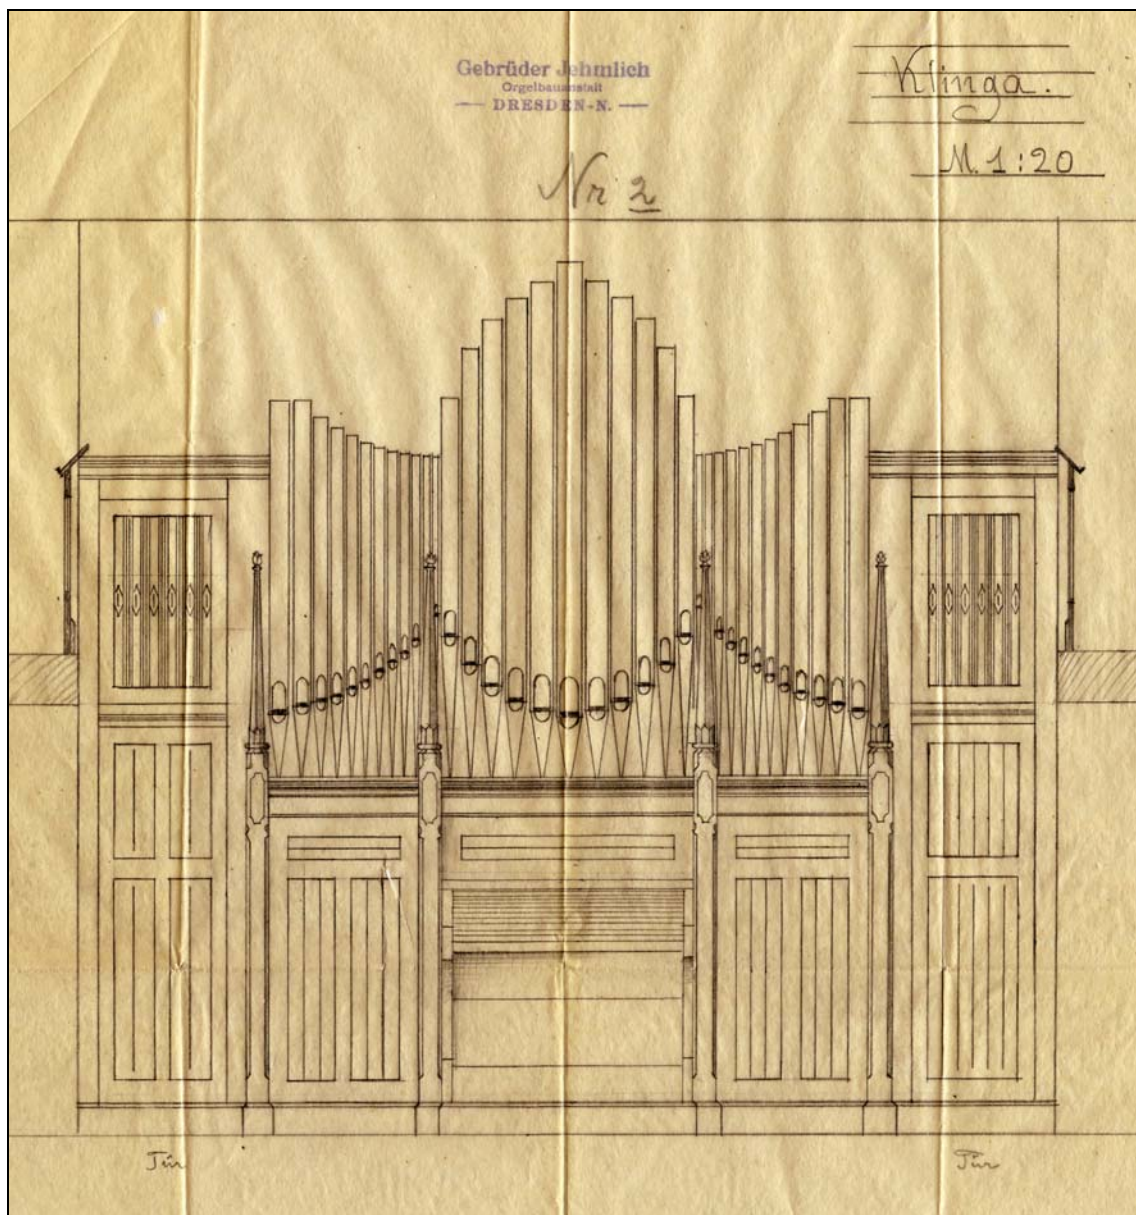 Gebrüder Jehmlich
Orgelbauanstalt
DRESDEN-N.
Klinga.
M. 1:20
Nr 2
Tür
Tür